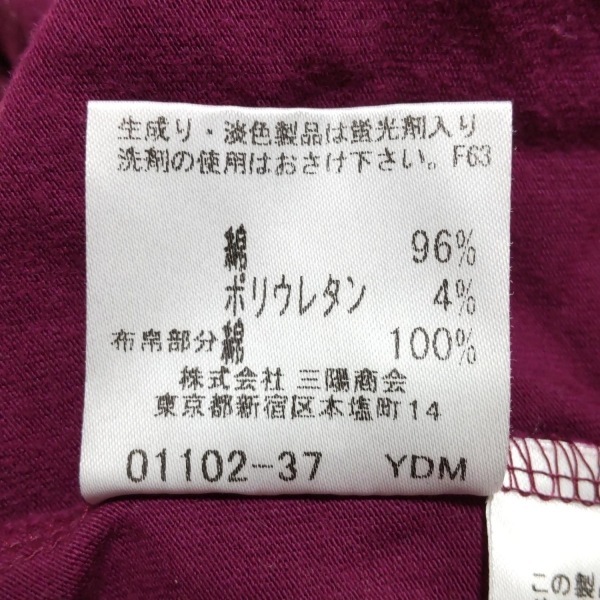 生成り・淡色製品は蛍光剤入り
洗剤の使用はおさけ下さい。F63
綿 96%
ポリウレタン 4%
布帛部分 綿 100%
株式会社 三陽商会
東京都新宿区本塩町14
01102-37 YDM
この製